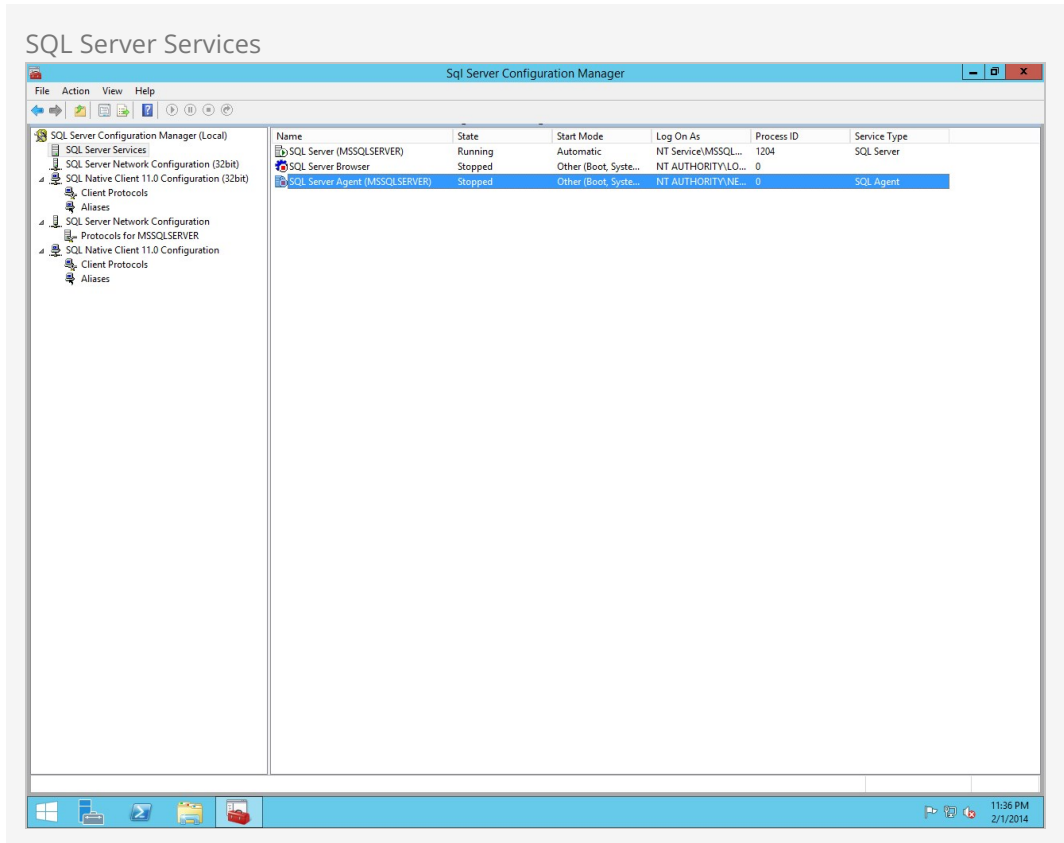 SQL Server Services
Sql Server Configuration Manager
File Action View Help
SQL Server Configuration Manager (Local)
SQL Server Services
SQL Server Network Configuration (32bit)
SQL Native Client 11.0 Configuration (32bit)
Client Protocols
Aliases
SQL Server Network Configuration
Protocols for MSSQLSERVER
SQL Native Client 11.0 Configuration
Client Protocols
Aliases
Name State Start Mode Log On As Process ID Service Type
SQL Server (MSSQLSERVER) Running Automatic NT Service\MSSQL... 1204 SQL Server
SQL Server Browser Stopped Other (Boot, Syste... NT AUTHORITY\LO... 0
SQL Server Agent (MSSQLSERVER) Stopped Other (Boot, Syste... NT AUTHORITY\NE... 0 SQL Agent
11:36 PM
2/1/2014